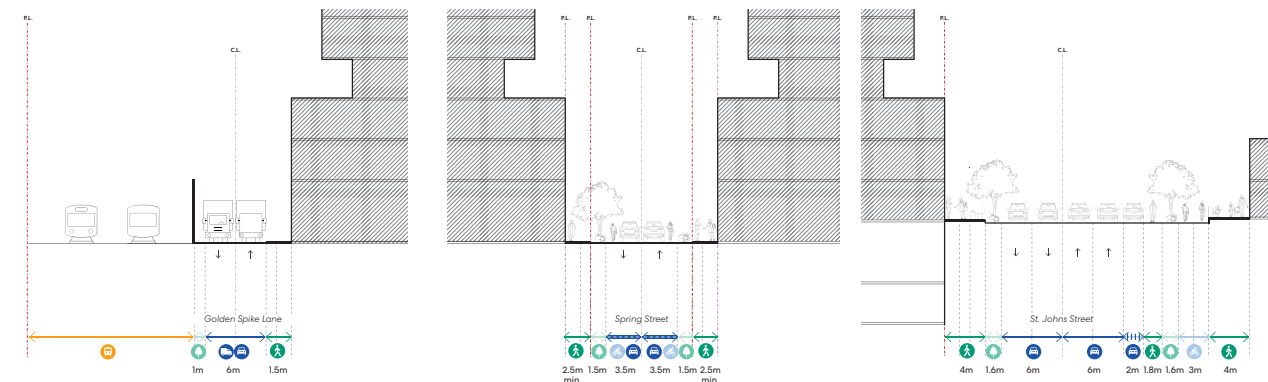 P.L.
C.L.
Golden Spike Lane
1m
6m
1.5m
P.L.
P.L.
C.L.
P.L.
P.L.
Spring Street
2.5m
min
1.5m
3.5m
3.5m
1.5m
2.5m
min
P.L.
C.L.
St. Johns Street
4m
1.6m
6m
6m
2m
1.8m
1.6m
3m
4m